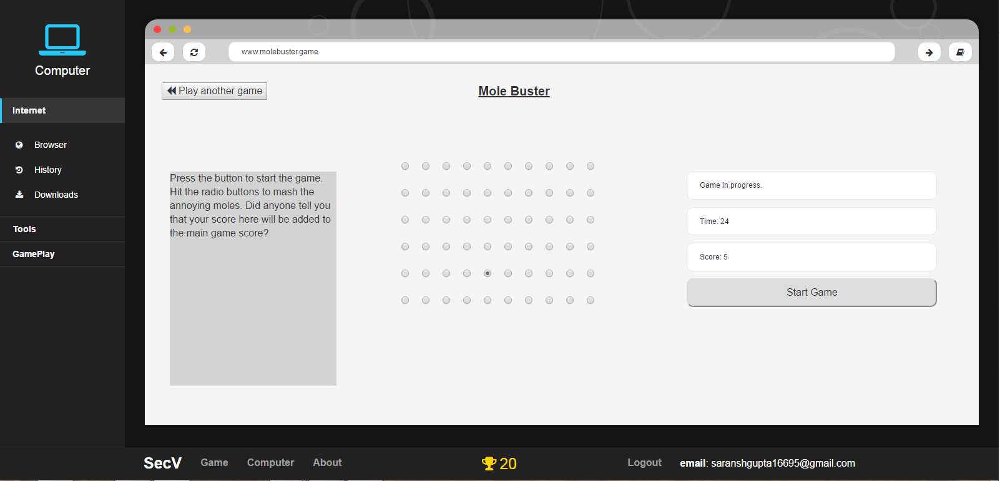 Computer
Internet
Browser
History
Downloads
Tools
GamePlay
www.molebuster.game
Play another game
Mole Buster
Press the button to start the game.
Hit the radio buttons to mash the
annoying moles. Did anyone tell you
that your score here will be added to
the main game score?
Game in progress.
Time: 24
Score: 5
Start Game
SecV
Game
Computer
About
20
Logout
email: saranshgupta16695@gmail.com